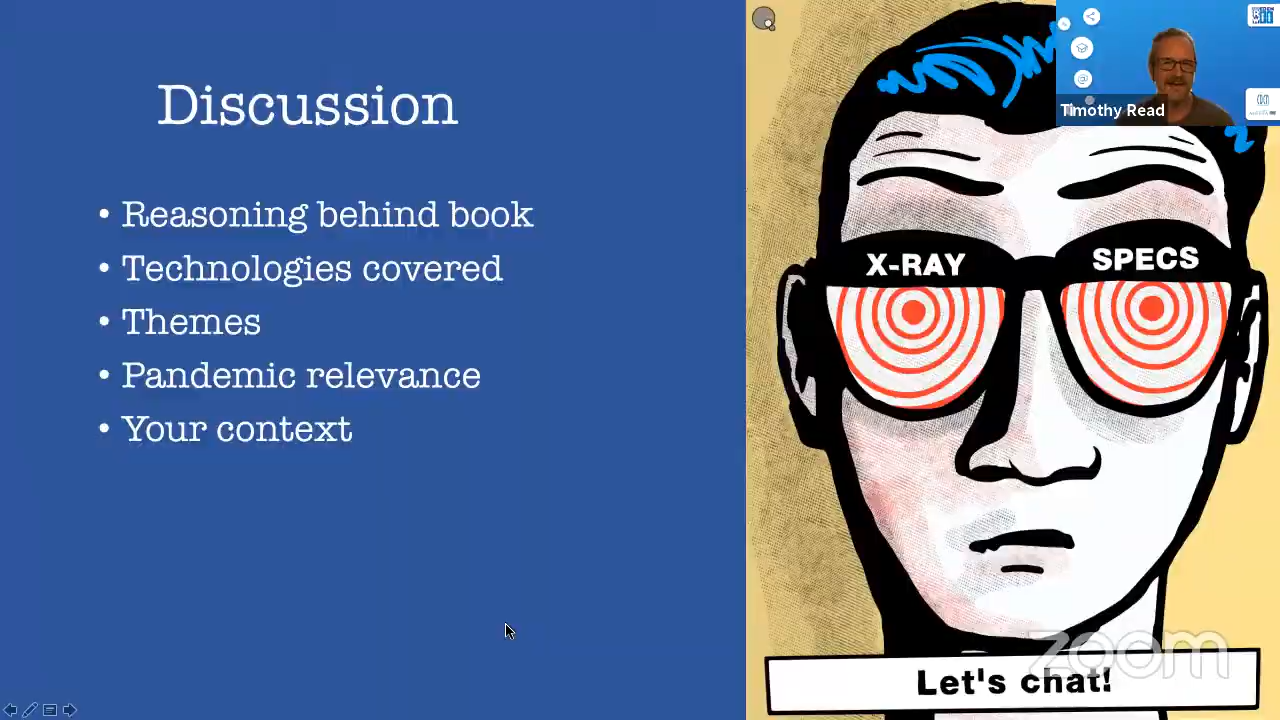 Discussion
• Reasoning behind book
• Technologies covered
• Themes
• Pandemic relevance
• Your context
Timothy Read
X-RAY
SPECS
Let's chat!
zoom